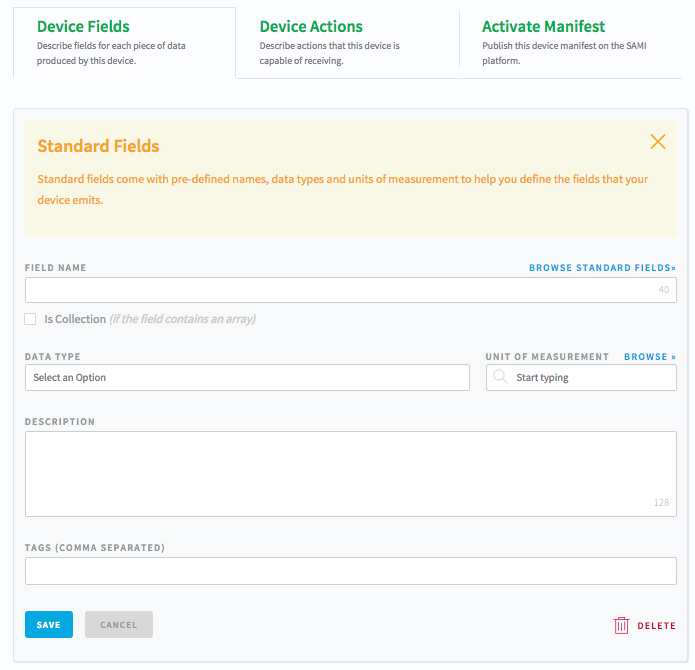 Device Fields
Describe fields for each piece of data
produced by this device.
Device Actions
Describe actions that this device is
capable of receiving.
Activate Manifest
Publish this device manifest on the SAMI
platform.
Standard Fields
Standard fields come with pre-defined names, data types and units of measurement to help you define the fields that your
device emits.
FIELD NAME
BROWSE STANDARD FIELDS»
40
Is Collection (if the field contains an array)
DATA TYPE
UNIT OF MEASUREMENT
BROWSE »
Select an Option
Start typing
DESCRIPTION
128
TAGS (COMMA SEPARATED)
SAVE
CANCEL
DELETE